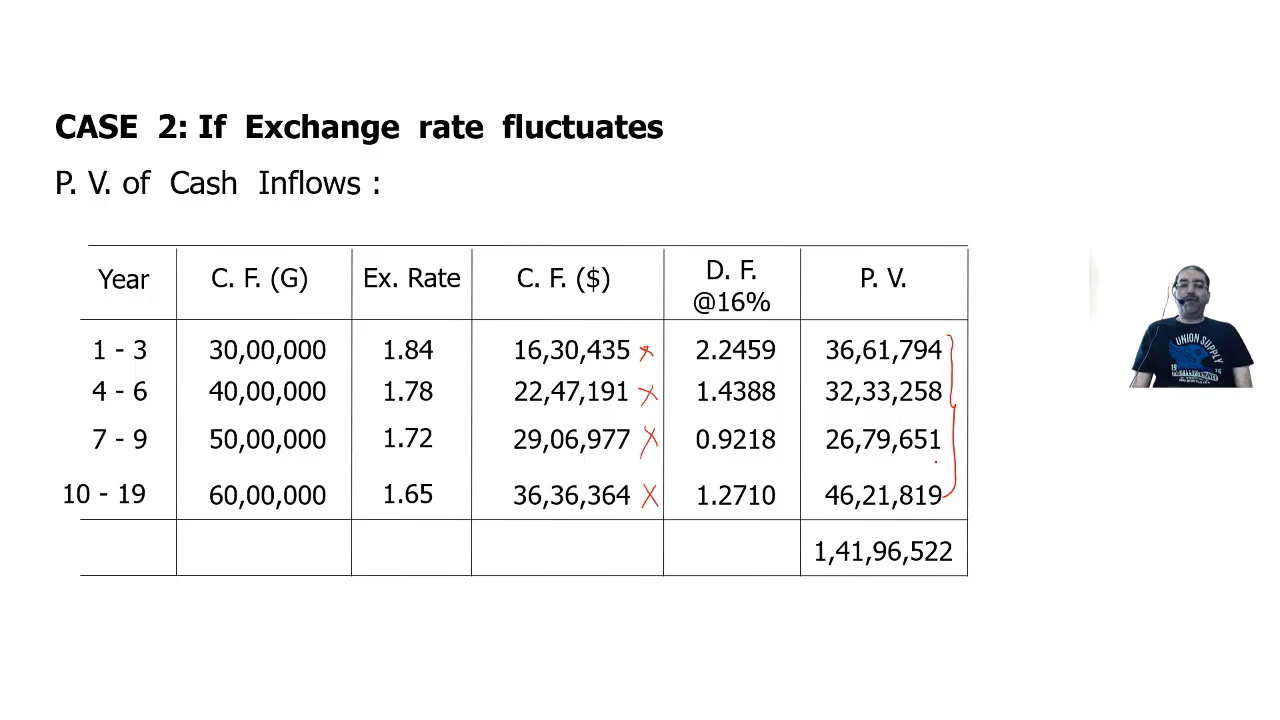 CASE 2: If Exchange rate fluctuates
P. V. of Cash Inflows :
Year C. F. (G) Ex. Rate C. F. ($) D. F. @16% P. V.
1 - 3 30,00,000 1.84 16,30,435 2.2459 36,61,794
4 - 6 40,00,000 1.78 22,47,191 1.4388 32,33,258
7 - 9 50,00,000 1.72 29,06,977 0.9218 26,79,651
10 - 19 60,00,000 1.65 36,36,364 1.2710 46,21,819
1,41,96,522
UNION SUPPLY
19 76